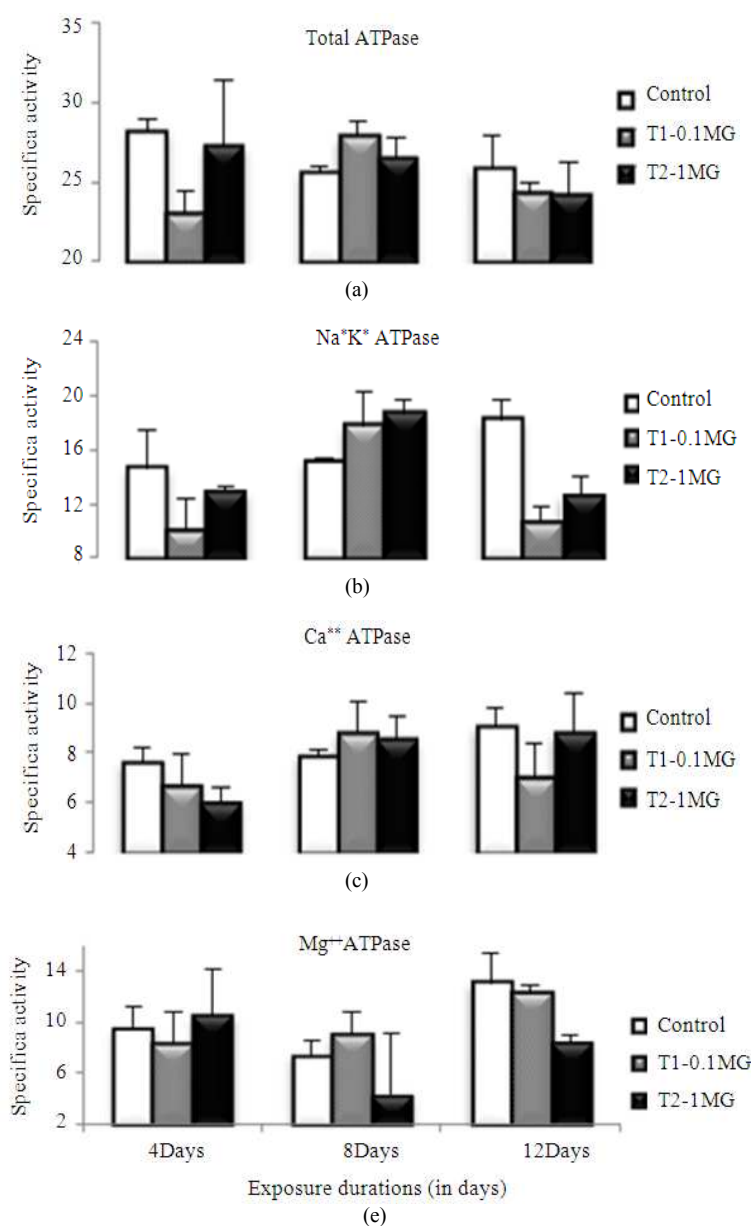 Total ATPase
35
30
25
20
Specifica activity
Control
T1-0.1MG
T2-1MG
(a)
Na*K* ATPase
24
20
16
12
8
Specifica activity
Control
T1-0.1MG
T2-1MG
(b)
Ca** ATPase
12
10
8
6
4
Specifica activity
Control
T1-0.1MG
T2-1MG
(c)
Mg⁺⁺ATPase
14
10
6
2
Specifica activity
Control
T1-0.1MG
T2-1MG
4Days 8Days 12Days
Exposure durations (in days)
(e)